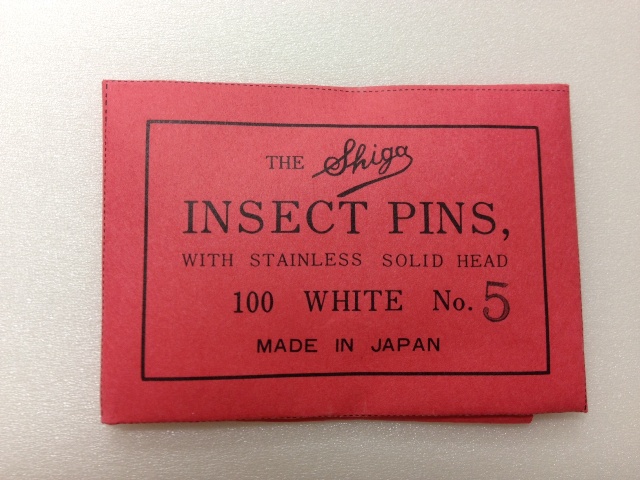 THE Shiga
INSECT PINS,
WITH STAINLESS SOLID HEAD
100 WHITE No. 5
MADE IN JAPAN